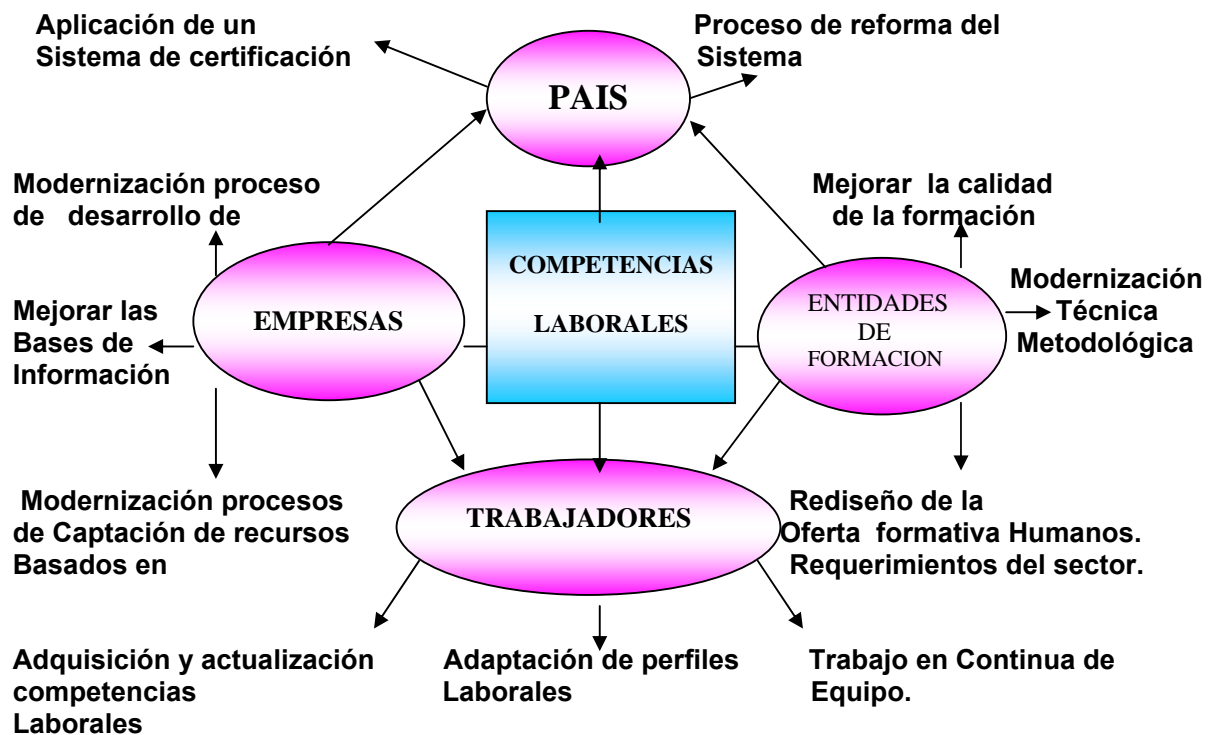 Aplicación de un
Sistema de certificación
Proceso de reforma del
Sistema
PAIS
Modernización proceso
de desarrollo de
Mejorar la calidad
de la formación
COMPETENCIAS
LABORALES
EMPRESAS
ENTIDADES
DE
FORMACION
Mejorar las
Bases de
Información
Modernización
Técnica
Metodológica
Modernización procesos
de Captación de recursos
Basados en
TRABAJADORES
Rediseño de la
Oferta formativa Humanos.
Requerimientos del sector.
Adquisición y actualización
competencias
Laborales
Adaptación de perfiles
Laborales
Trabajo en Continua de
Equipo.